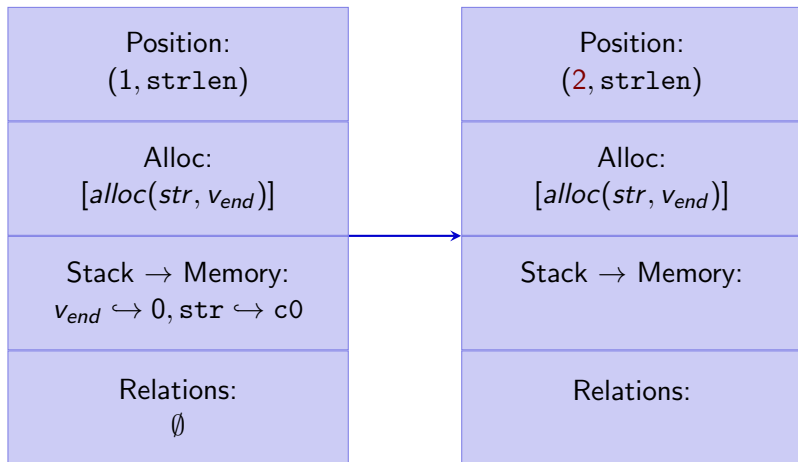 Position:
(1, strlen)
Alloc:
[alloc(str, v_end)]
Stack → Memory:
v_end ↪ 0, str ↪ c0
Relations:
∅
Position:
(2, strlen)
Alloc:
[alloc(str, v_end)]
Stack → Memory:
Relations: